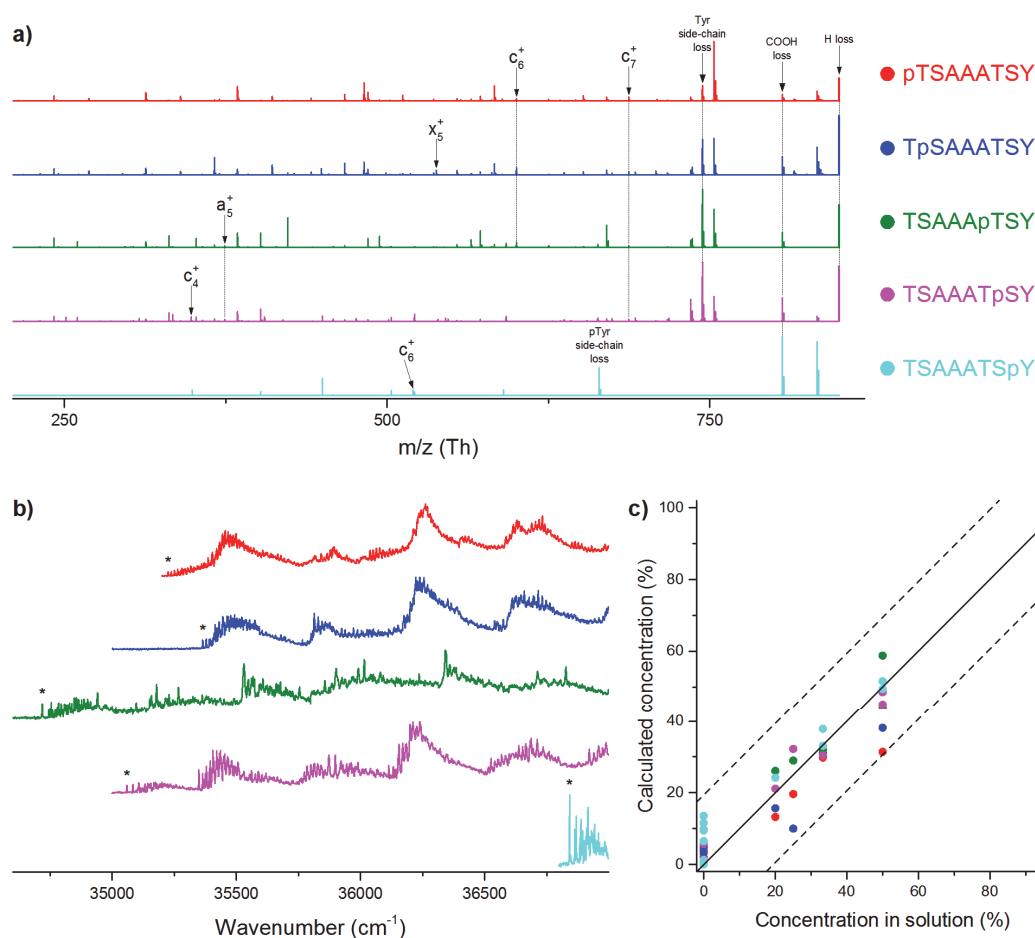 a)
Tyr
side-chain
loss
COOH
loss
H loss
c6+
c7+
pTSAAATSY
x5+
TpSAAATSY
a5+
TSAAApTSY
c4+
TSAAATpSY
c6+
pTyr
side-chain
loss
TSAAATSpY
250
500
750
m/z (Th)
b)
*
*
*
*
*
35000
35500
36000
36500
Wavenumber (cm⁻¹)
c)
Calculated concentration (%)
100
80
60
40
20
0
0
20
40
60
80
Concentration in solution (%)